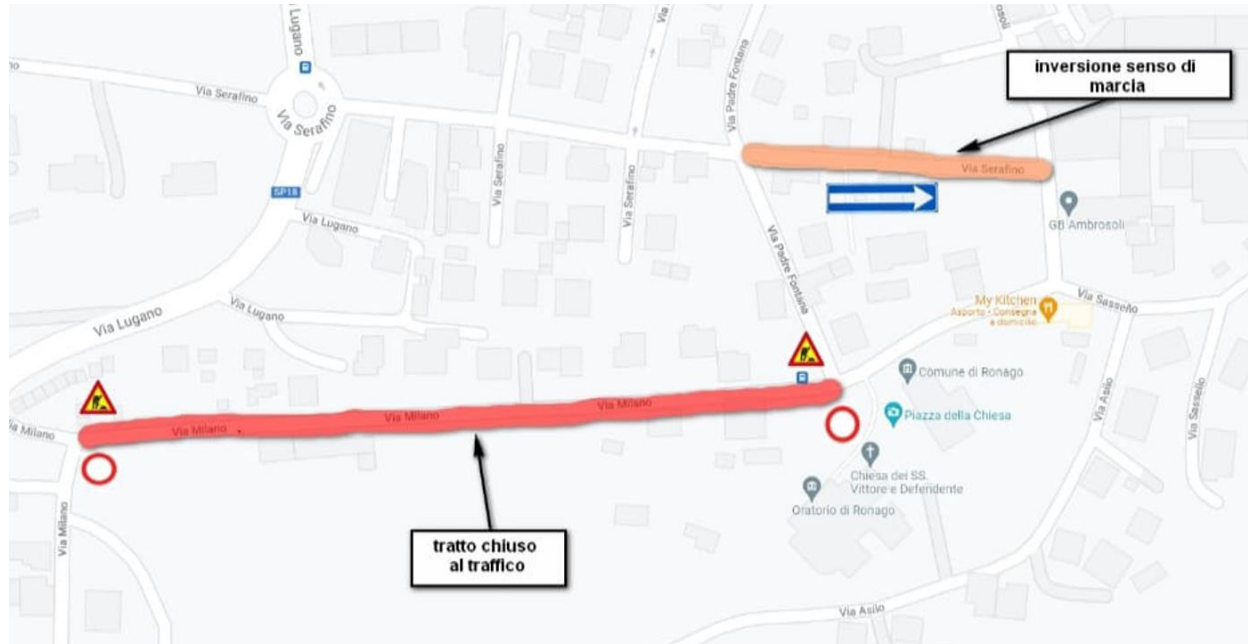 Lugano
Via Serafino
Via Serafino
SP18
Via Lugano
Via Lugano
Via Lugano
Via Serafino
Via Serafino
Via
Via Padre Fontana
osoli
inversione senso di
marcia
Via Serafino
GB Ambrosoli
Via Padre Fontana
My Kitchen
Asporto - Consegna
a domicilio
Via Sasseño
Comune di Ronago
Piazza della Chiesa
Chiesa dei SS.
Vittore e Defendente
Oratorio di Ronago
Via Asilo
Via Sassello
Via Milano
Via Milano
Via Milano
Via Milano
Via Milano
tratto chiuso
al traffico
Via Asilo